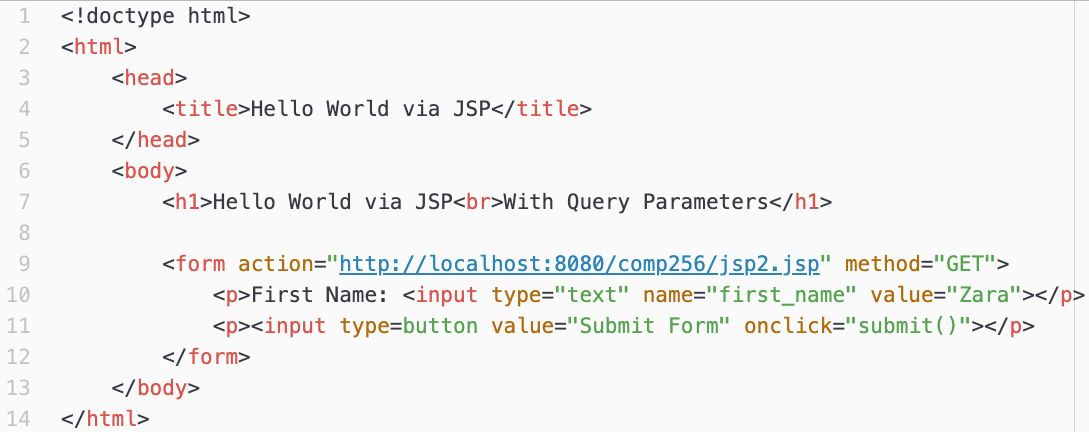 1 <!doctype html>
2 <html>
3     <head>
4         <title>Hello World via JSP</title>
5     </head>
6     <body>
7         <h1>Hello World via JSP<br>With Query Parameters</h1>
8
9         <form action="http://localhost:8080/comp256/jsp2.jsp" method="GET">
10             <p>First Name: <input type="text" name="first_name" value="Zara"></p>
11             <p><input type=button value="Submit Form" onclick="submit()"></p>
12         </form>
13     </body>
14 </html>